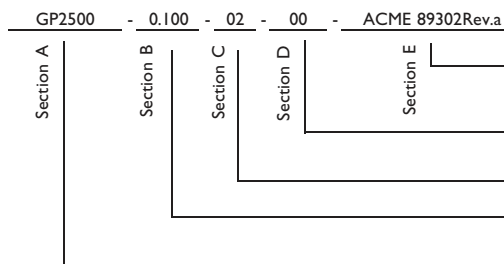 GP2500 - 0.100 - 02 - 00 - ACME 89302Rev.a
Section A
Section B
Section C
Section D
Section E